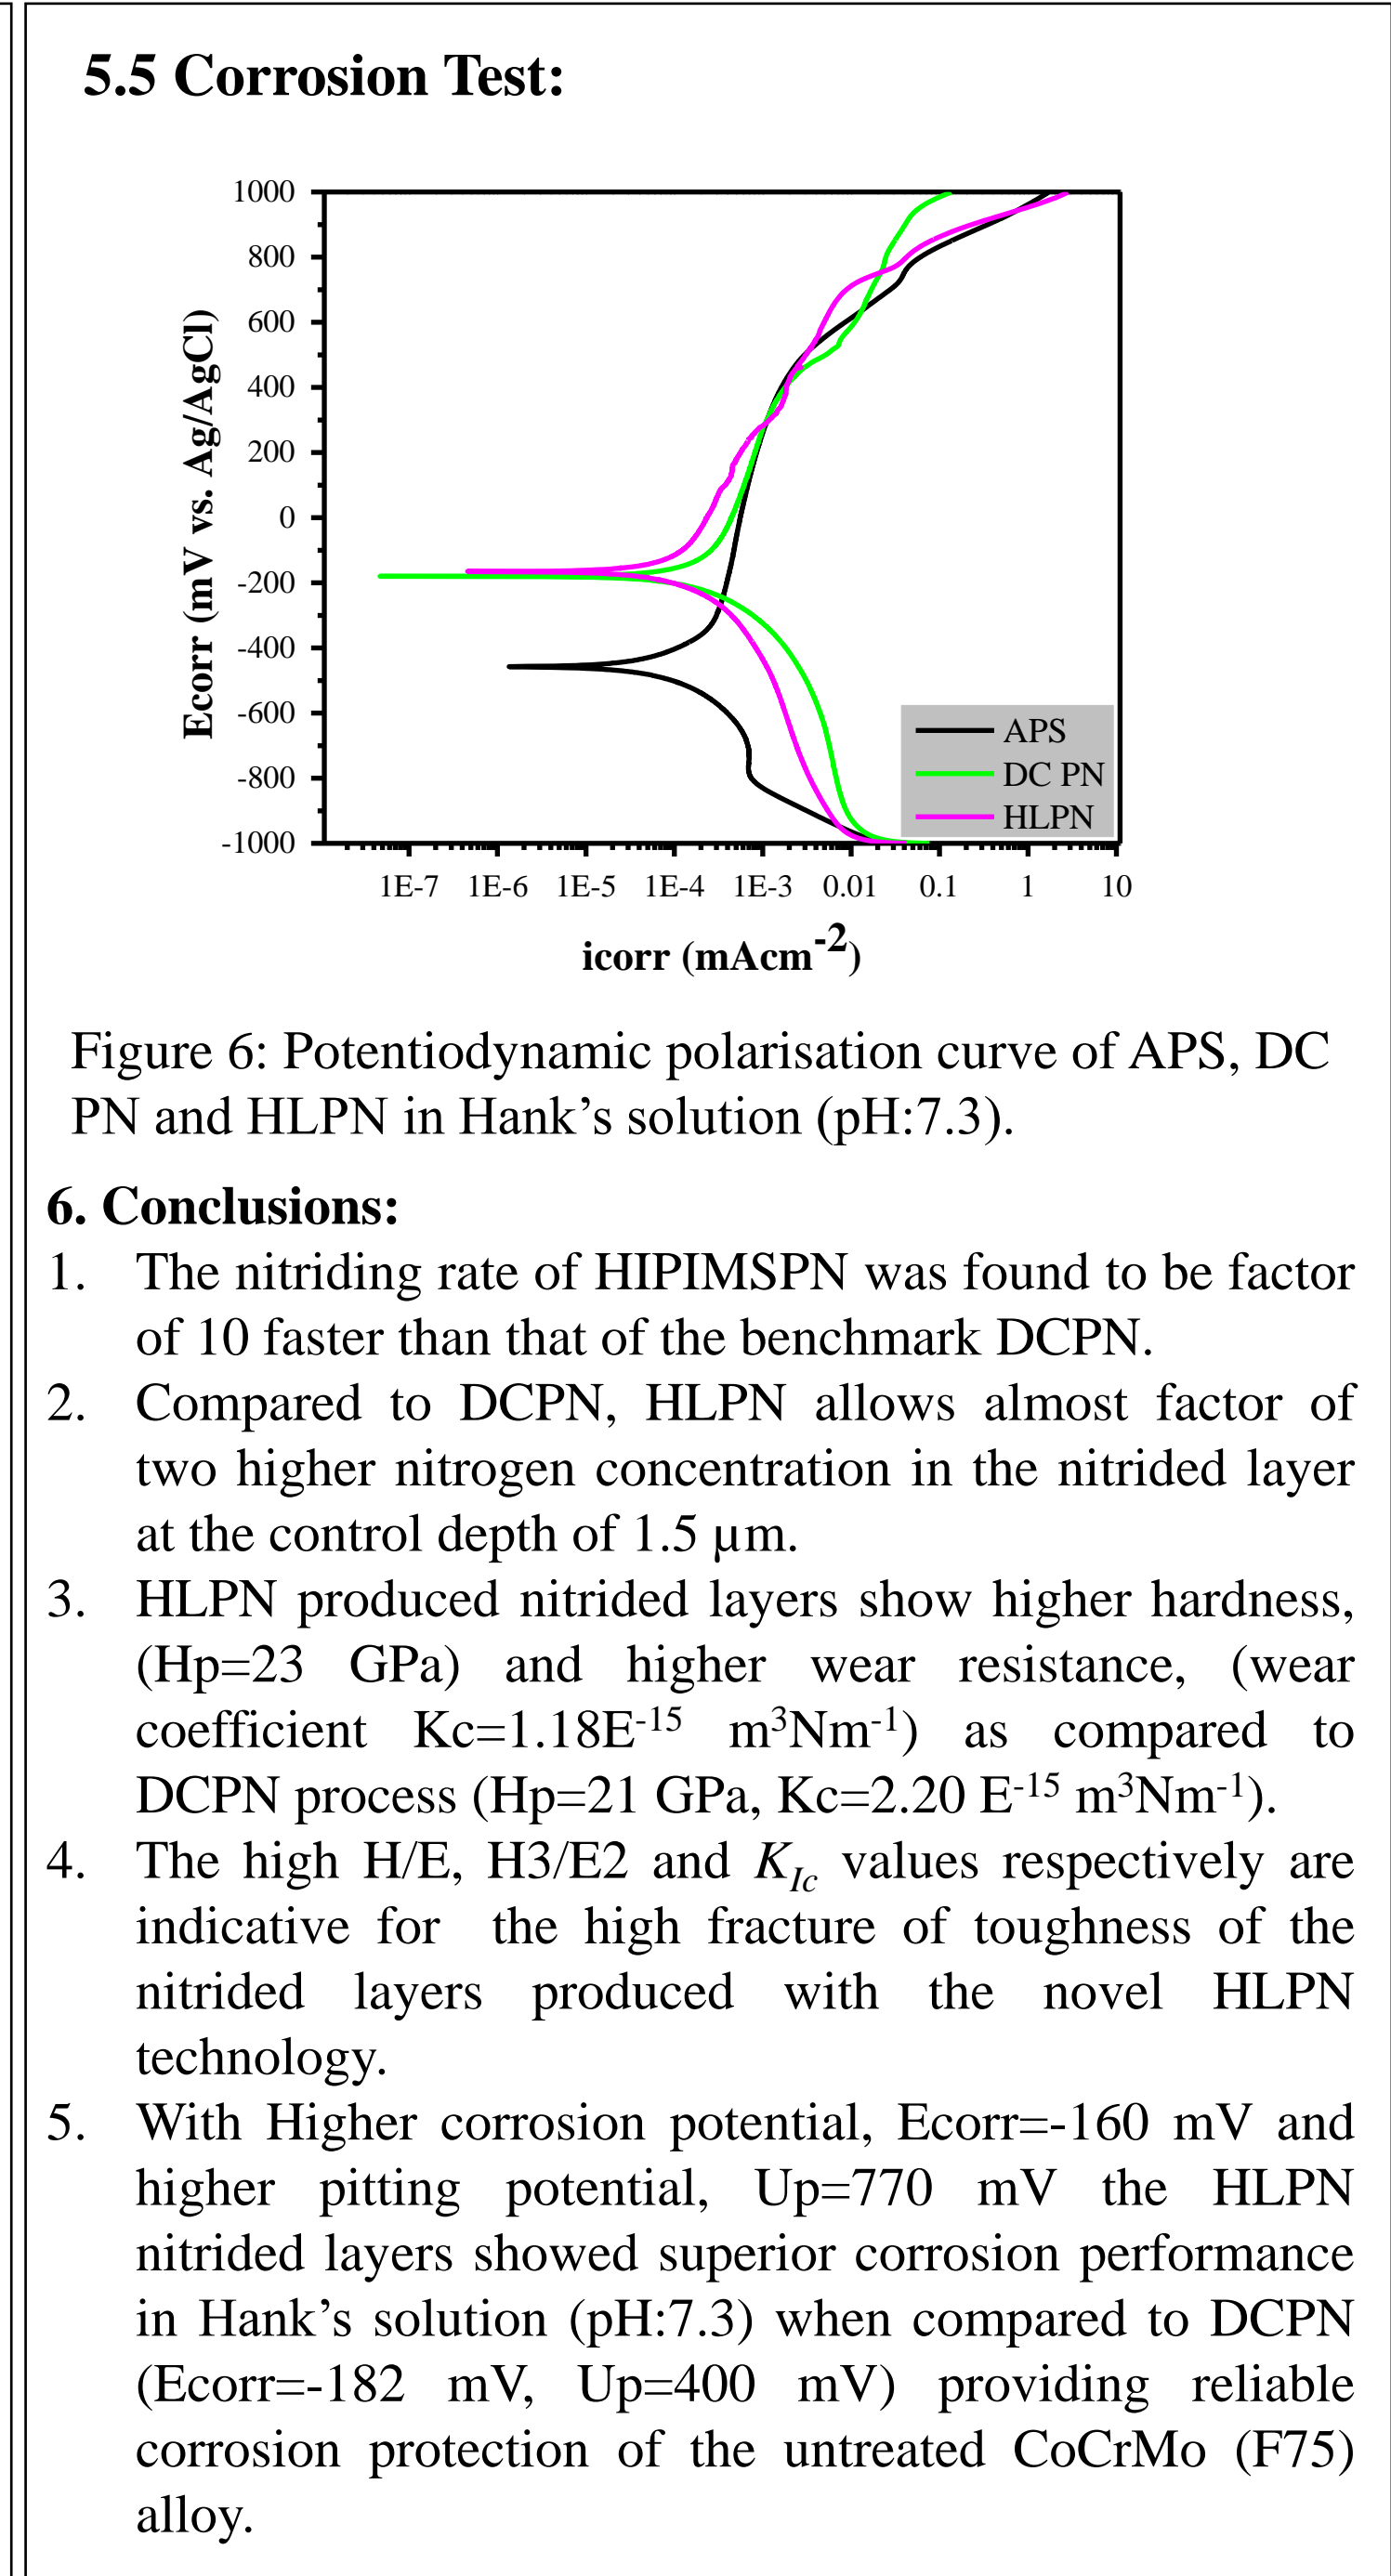 5.5 Corrosion Test:
1000
800
600
400
200
0
-200
-400
-600
-800
-1000
Ecorr (mV vs. Ag/AgCl)
APS
DC PN
HLPN
1E-7 1E-6 1E-5 1E-4 1E-3 0.01 0.1 1 10
icorr (mAcm-2)
Figure 6: Potentiodynamic polarisation curve of APS, DC
PN and HLPN in Hank’s solution (pH:7.3).
6. Conclusions:
1. The nitriding rate of HIPIMSPN was found to be factor
of 10 faster than that of the benchmark DCPN.
2. Compared to DCPN, HLPN allows almost factor of
two higher nitrogen concentration in the nitrided layer
at the control depth of 1.5 µm.
3. HLPN produced nitrided layers show higher hardness,
(Hp=23 GPa) and higher wear resistance, (wear
coefficient Kc=1.18E-15 m3Nm-1) as compared to
DCPN process (Hp=21 GPa, Kc=2.20 E-15 m3Nm-1).
4. The high H/E, H3/E2 and KIc values respectively are
indicative for the high fracture of toughness of the
nitrided layers produced with the novel HLPN
technology.
5. With Higher corrosion potential, Ecorr=-160 mV and
higher pitting potential, Up=770 mV the HLPN
nitrided layers showed superior corrosion performance
in Hank’s solution (pH:7.3) when compared to DCPN
(Ecorr=-182 mV, Up=400 mV) providing reliable
corrosion protection of the untreated CoCrMo (F75)
alloy.